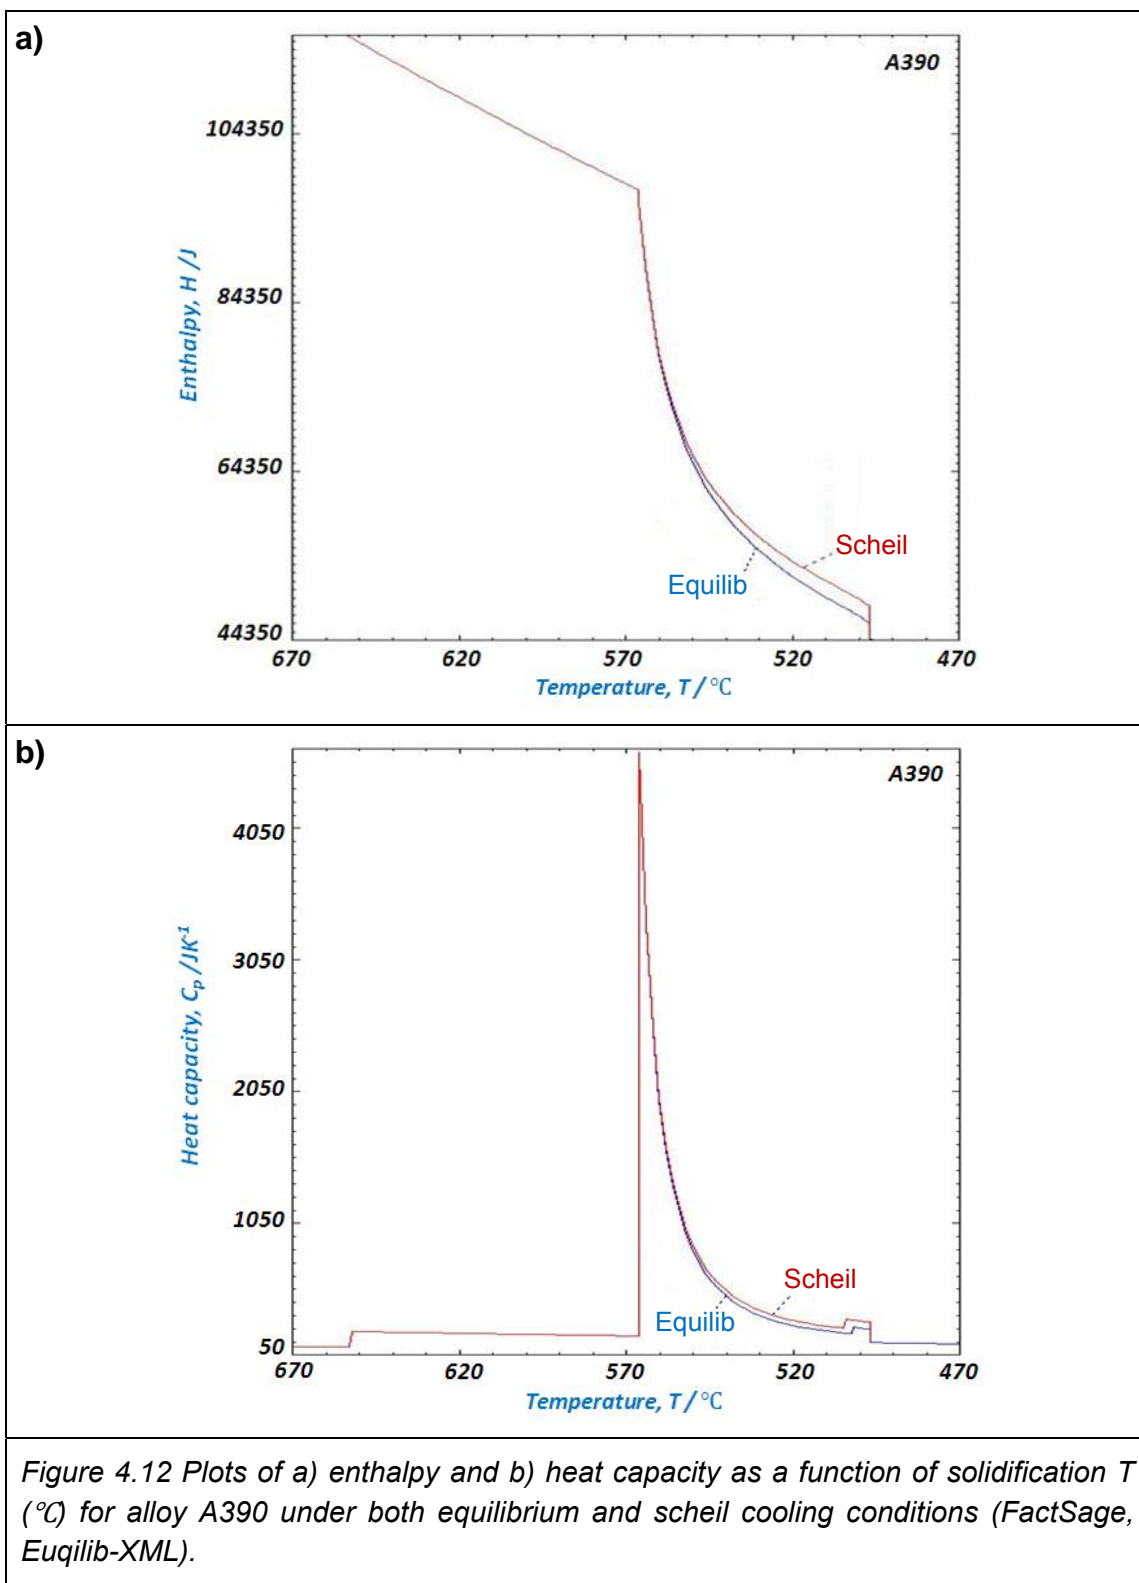 a)
A390
104350
84350
64350
44350
Enthalpy, H /J
Scheil
Equilib
670 620 570 520 470
Temperature, T / °C
b)
A390
4050
3050
2050
1050
50
Heat capacity, Cp /JK-1
Scheil
Equilib
670 620 570 520 470
Temperature, T / °C
Figure 4.12 Plots of a) enthalpy and b) heat capacity as a function of solidification T
(°C) for alloy A390 under both equilibrium and scheil cooling conditions (FactSage,
Euqilib-XML).